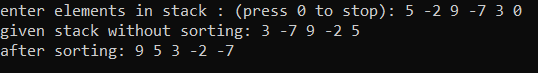 enter elements in stack : (press 0 to stop): 5 -2 9 -7 3 0
given stack without sorting: 3 -7 9 -2 5
after sorting: 9 5 3 -2 -7